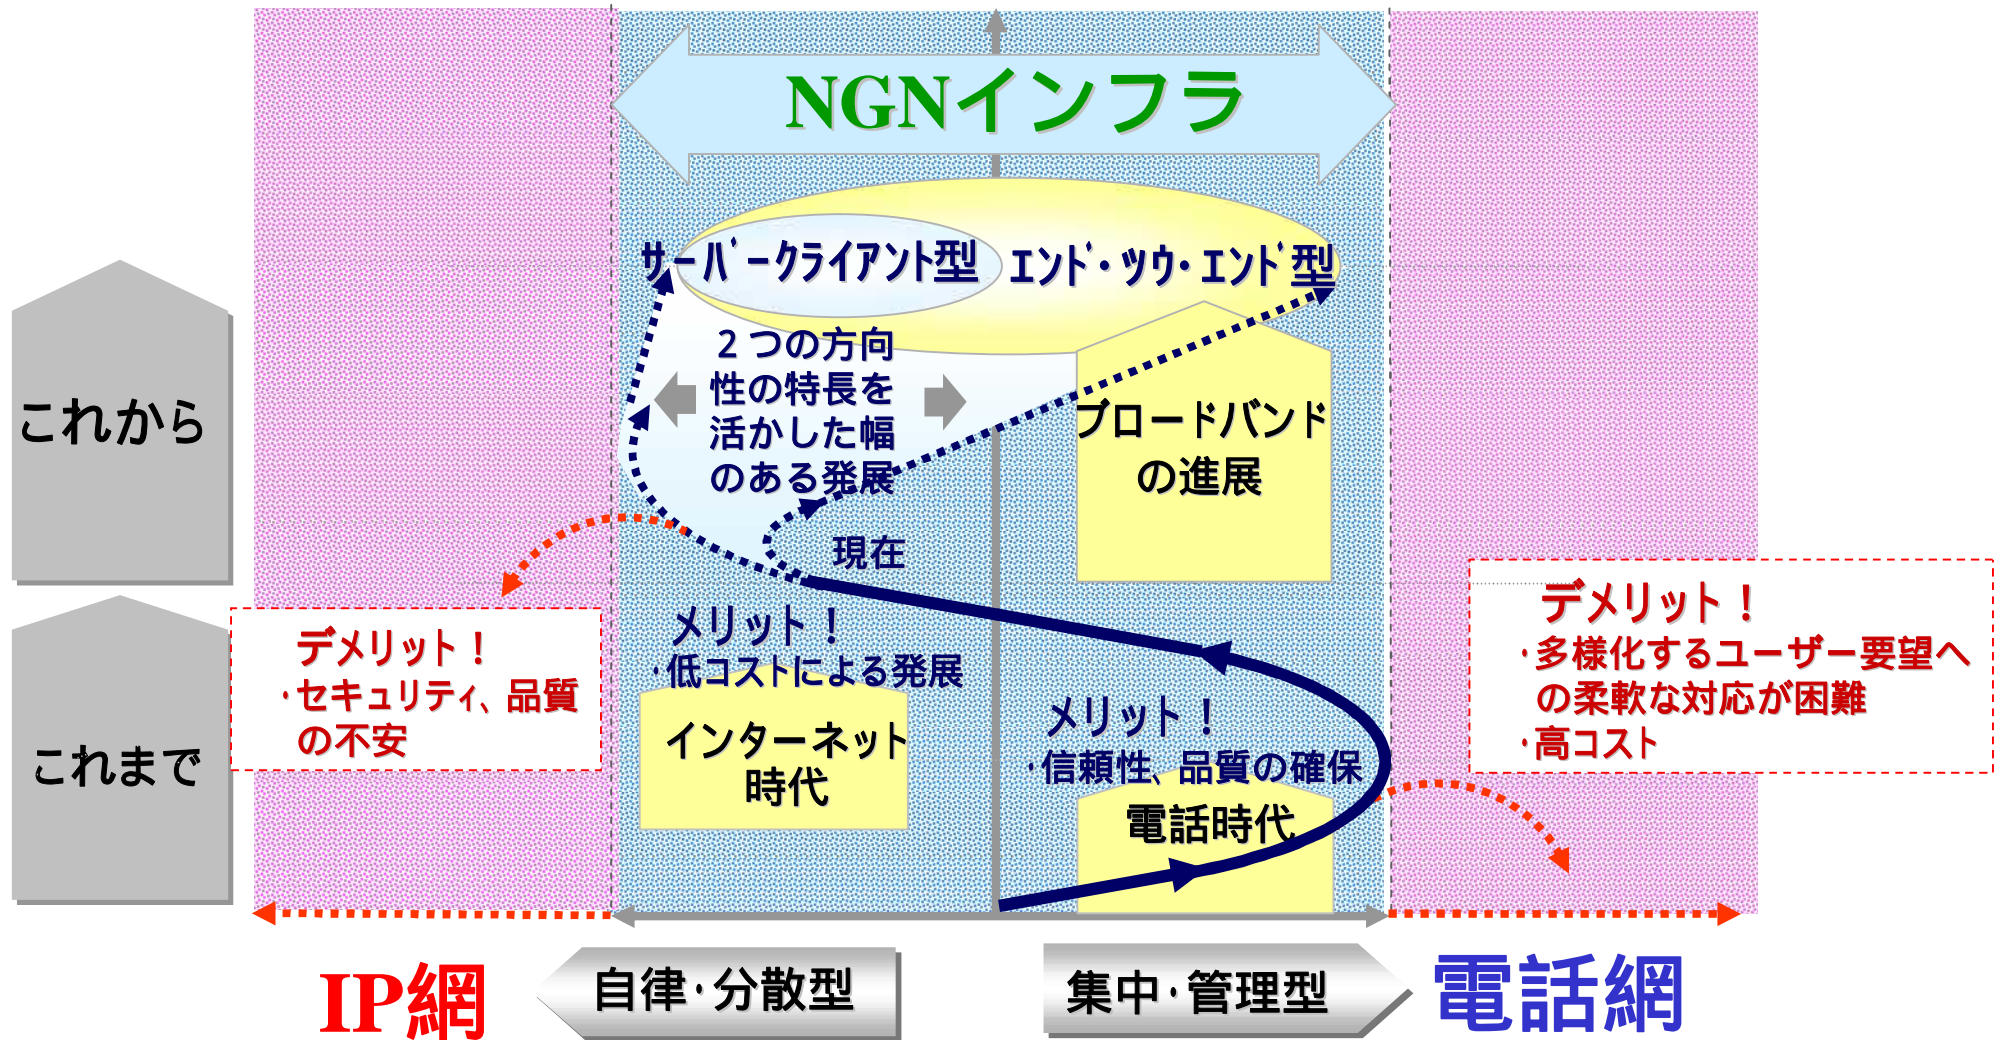 NGNインフラ
サーバークライアント型
エンド・ツウ・エンド型
２つの方向
性の特長を
活かした幅
のある発展
ブロードバンド
の進展
これから
現在
メリット！
・低コストによる発展
インターネット
時代
デメリット！
・セキュリティ、品質
の不安
これまで
メリット！
・信頼性、品質の確保
電話時代
デメリット！
・多様化するユーザー要望へ
の柔軟な対応が困難
・高コスト
IP網
自律・分散型
集中・管理型
電話網